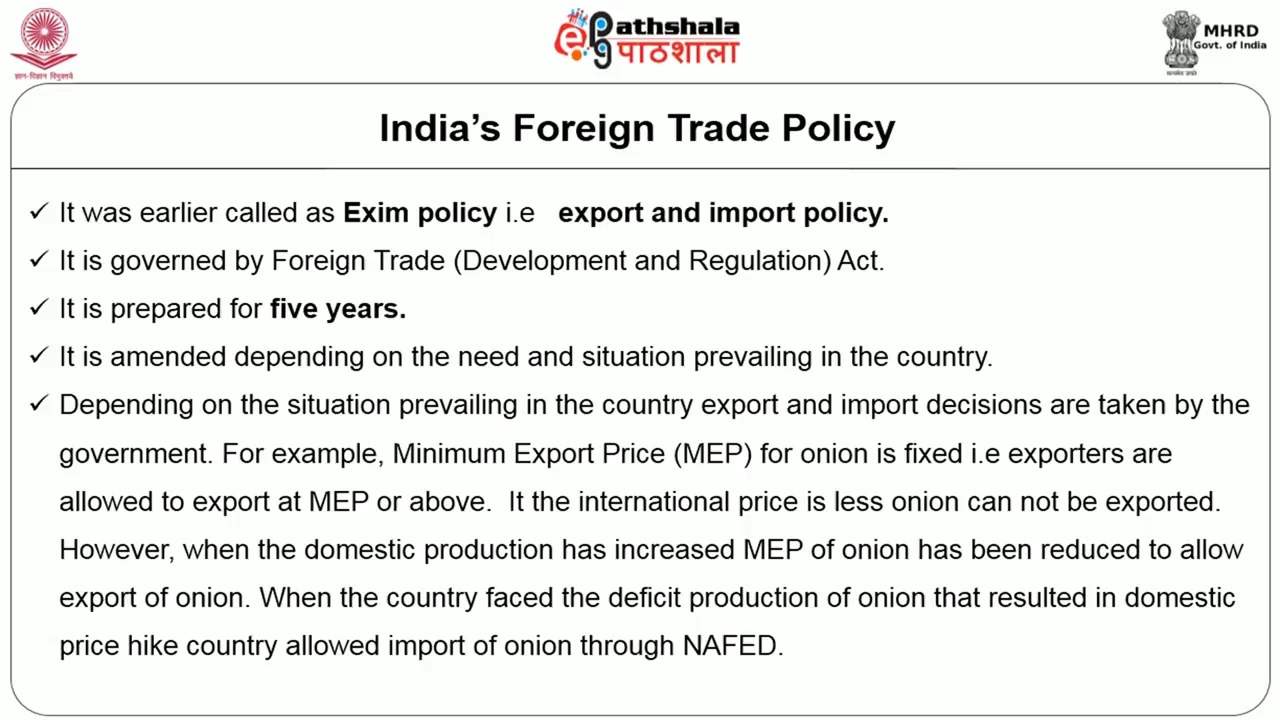 ज्ञान-विज्ञान विमुक्तये
epg Pathshala
पाठशाला
MHRD
Govt. of India
सत्यमेव जयते
India's Foreign Trade Policy
✓ It was earlier called as Exim policy i.e export and import policy.
✓ It is governed by Foreign Trade (Development and Regulation) Act.
✓ It is prepared for five years.
✓ It is amended depending on the need and situation prevailing in the country.
✓ Depending on the situation prevailing in the country export and import decisions are taken by the
government. For example, Minimum Export Price (MEP) for onion is fixed i.e exporters are
allowed to export at MEP or above. It the international price is less onion can not be exported.
However, when the domestic production has increased MEP of onion has been reduced to allow
export of onion. When the country faced the deficit production of onion that resulted in domestic
price hike country allowed import of onion through NAFED.